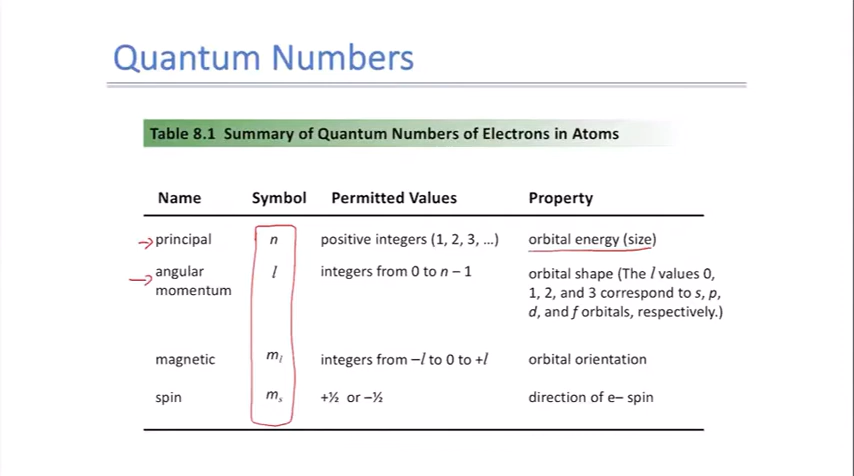 Quantum Numbers
Table 8.1 Summary of Quantum Numbers of Electrons in Atoms
Name Symbol Permitted Values Property
principal n positive integers (1, 2, 3, …) orbital energy (size)
angular l integers from 0 to n – 1 orbital shape (The l values 0,
momentum 1, 2, and 3 correspond to s, p,
d, and f orbitals, respectively.)
magnetic mₗ integers from –l to 0 to +l orbital orientation
spin mₛ +½ or –½ direction of e– spin